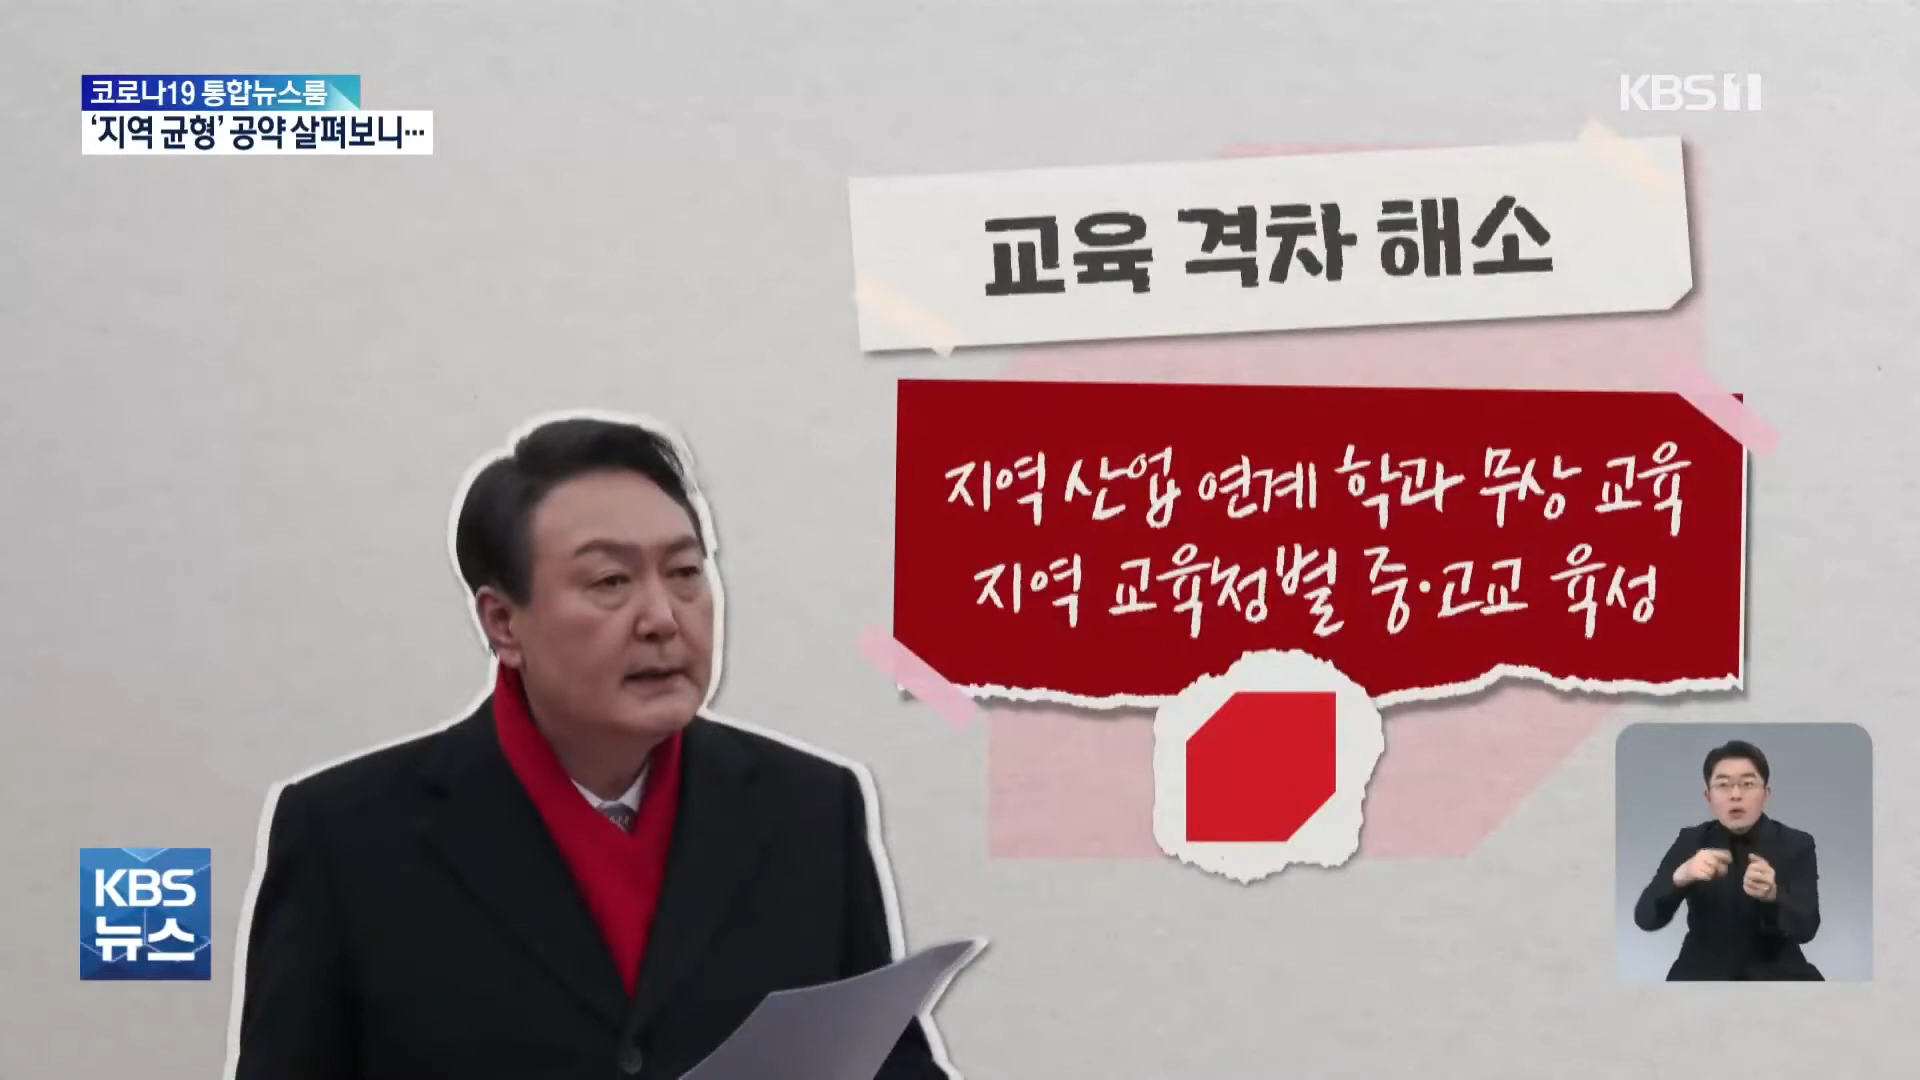 코로나19 통합뉴스룸
‘지역 균형’ 공약 살펴보니…
KBS 1
교육 격차 해소
지역 산업 연계 학과 무상 교육
지역 교육청별 중·고교 육성
KBS
뉴스